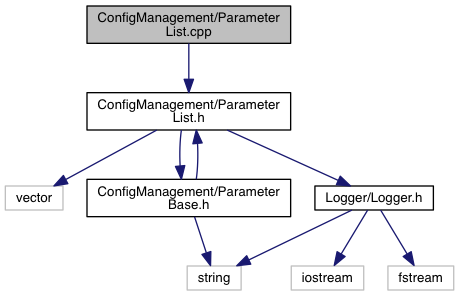 ConfigManagement/Parameter
List.cpp
ConfigManagement/Parameter
List.h
vector
ConfigManagement/Parameter
Base.h
Logger/Logger.h
string
iostream
fstream